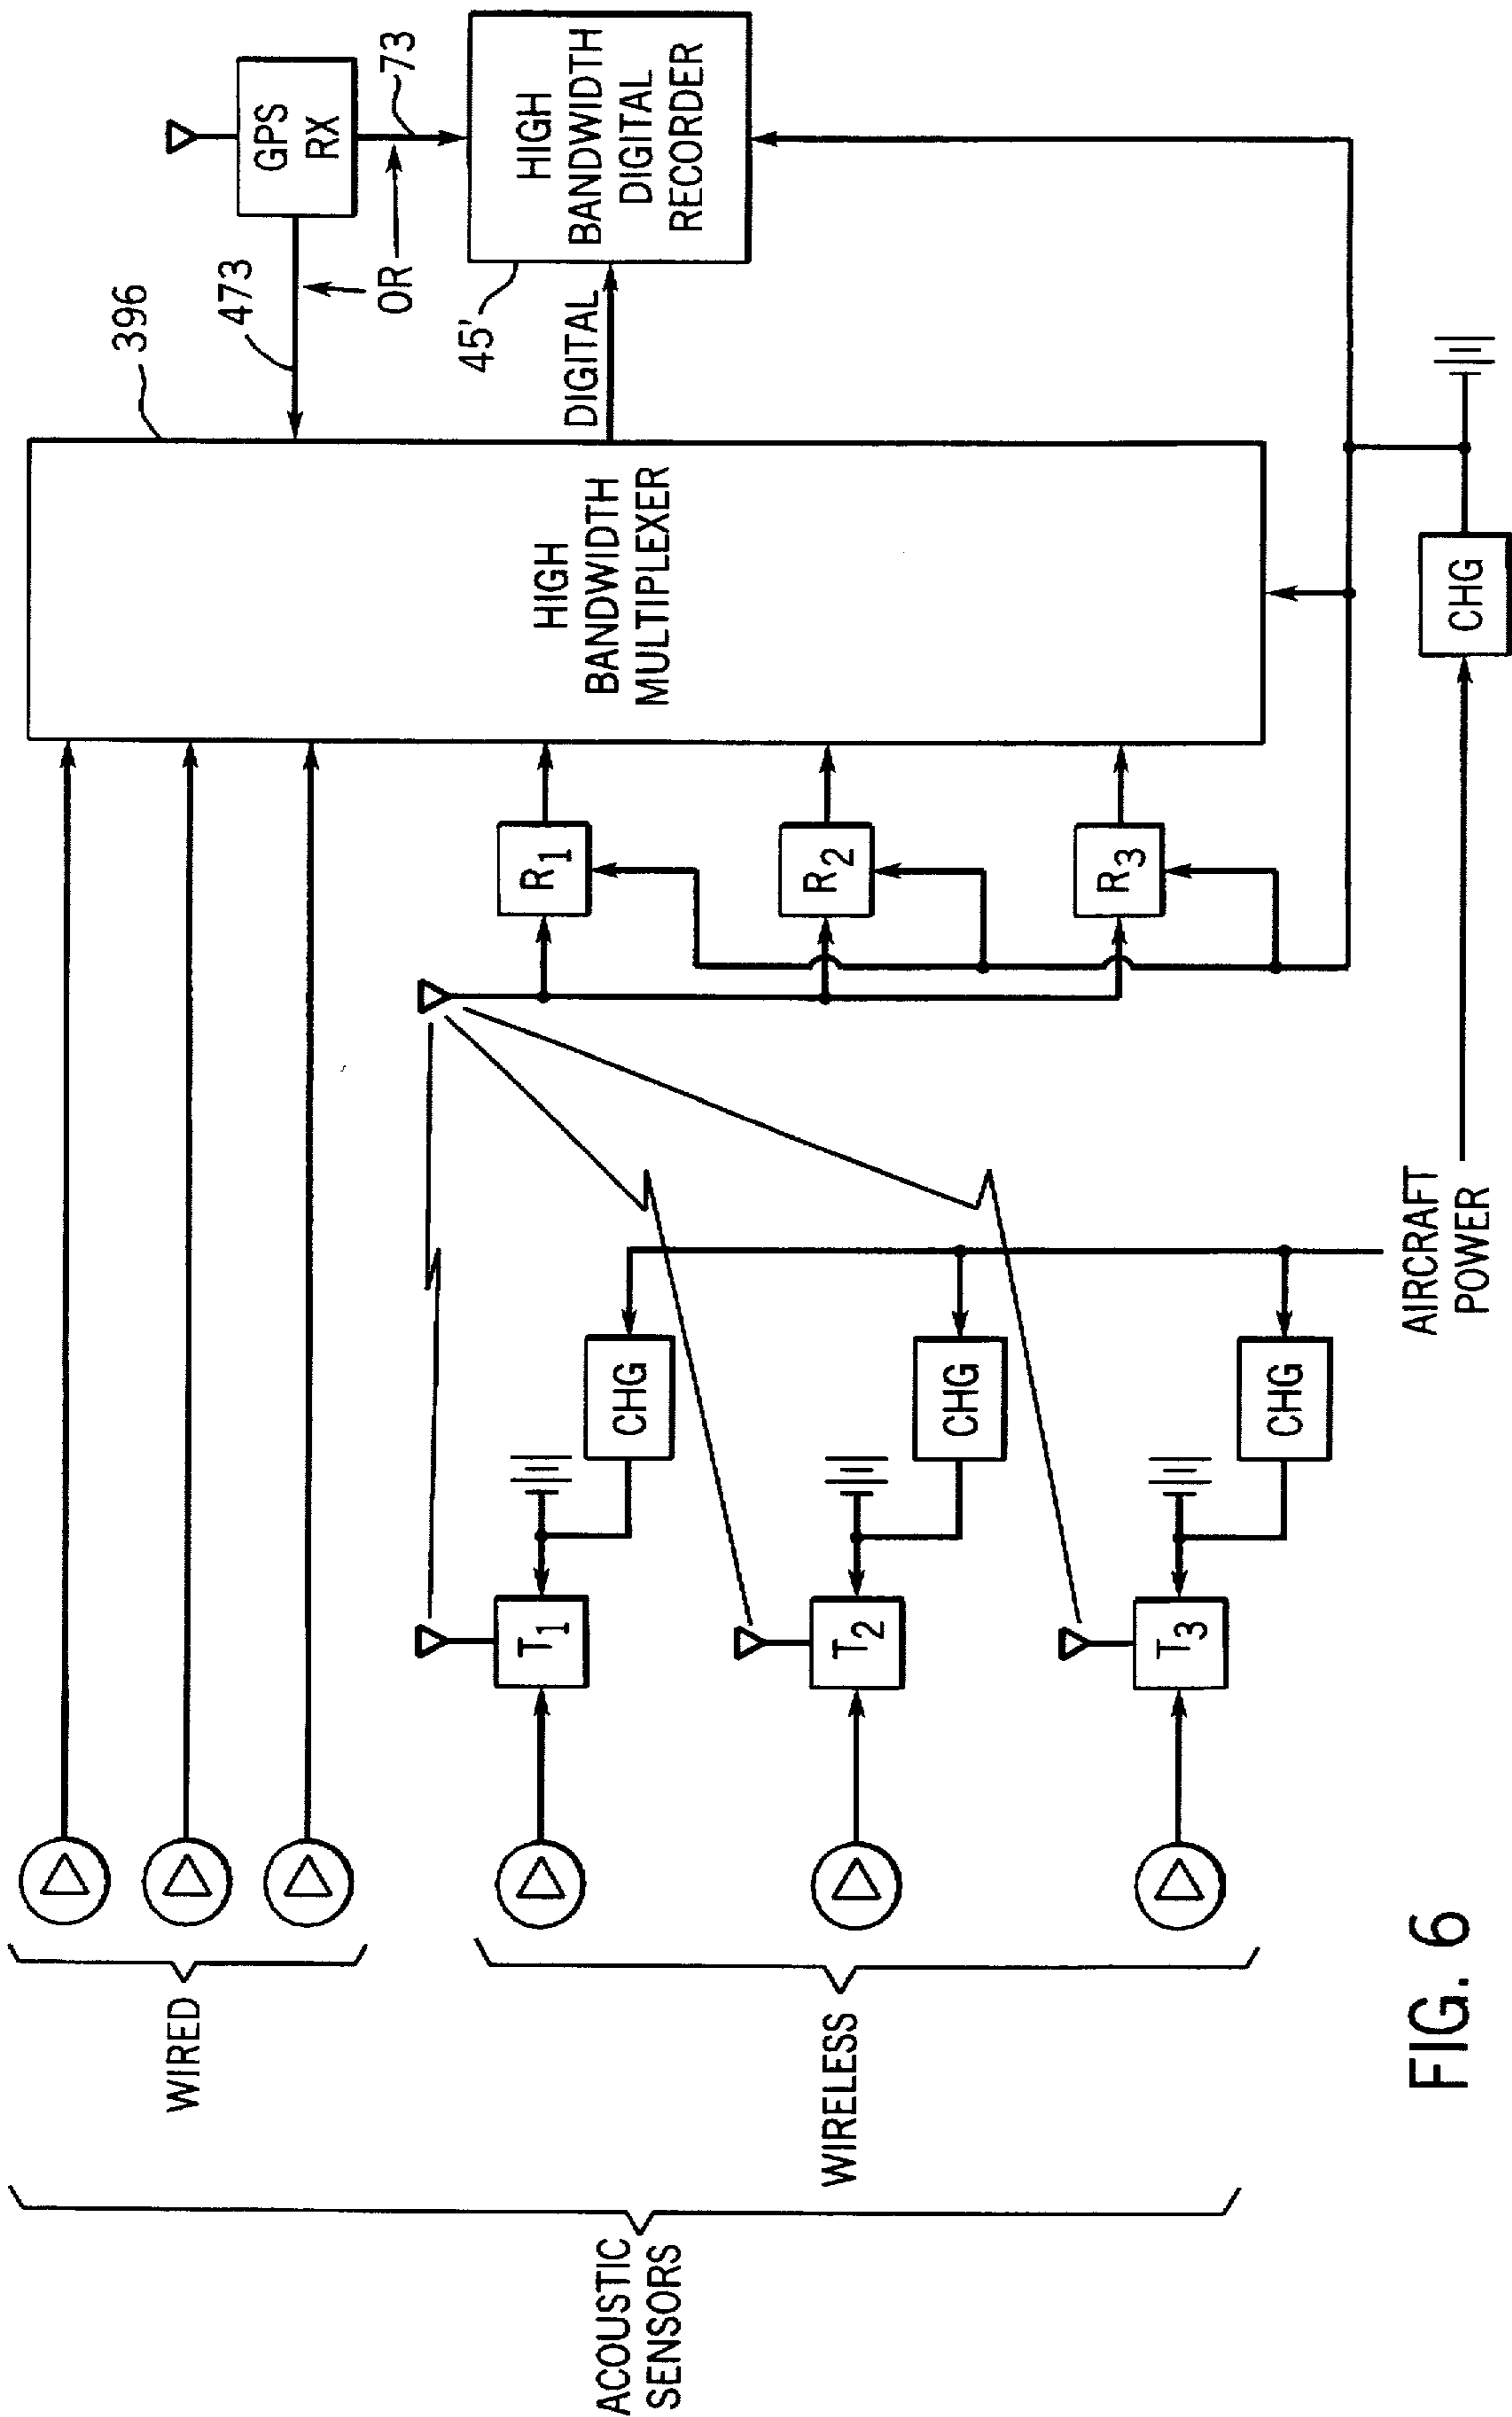 ACOUSTIC
SENSORS
WIRED
WIRELESS
T1
T2
T3
CHG
CHG
CHG
AIRCRAFT
POWER
R1
R2
R3
CHG
HIGH
BANDWIDTH
MULTIPLEXER
396
473
OR
73
GPS
RX
DIGITAL
45'
HIGH
BANDWIDTH
DIGITAL
RECORDER
FIG. 6